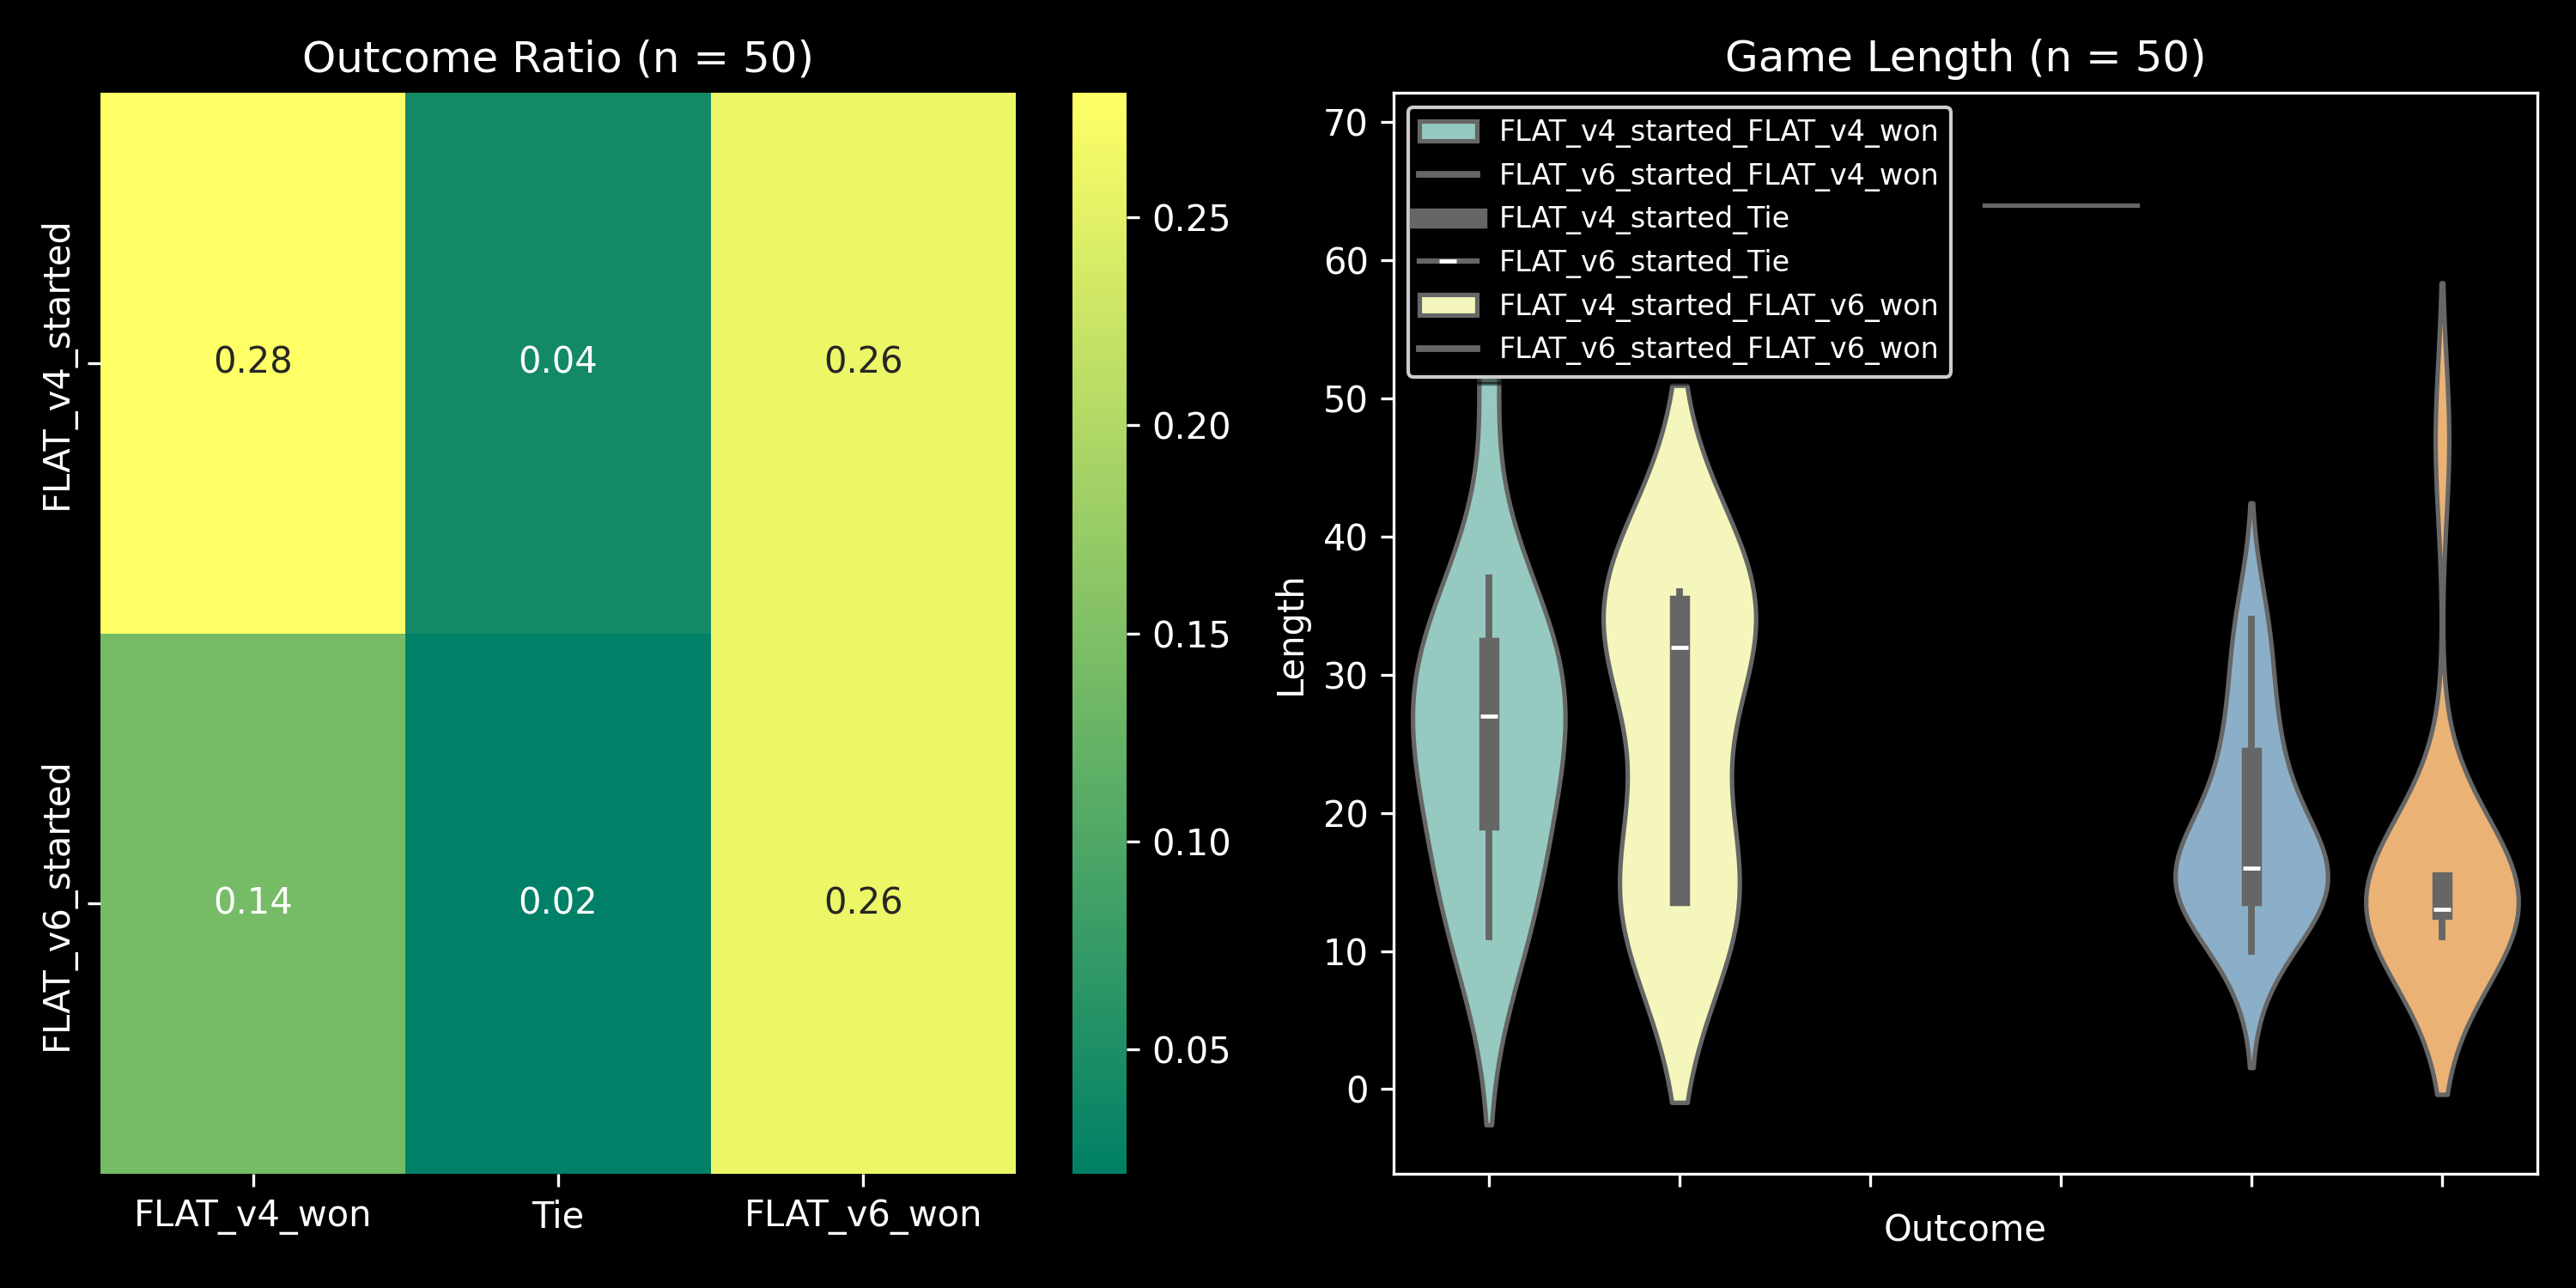 Outcome Ratio (n = 50)
FLAT_v4_started
FLAT_v6_started
0.28
0.04
0.26
0.14
0.02
0.26
FLAT_v4_won
Tie
FLAT_v6_won
0.25
0.20
0.15
0.10
0.05
Game Length (n = 50)
Length
70
60
50
40
30
20
10
0
FLAT_v4_started_FLAT_v4_won
FLAT_v6_started_FLAT_v4_won
FLAT_v4_started_Tie
FLAT_v6_started_Tie
FLAT_v4_started_FLAT_v6_won
FLAT_v6_started_FLAT_v6_won
Outcome